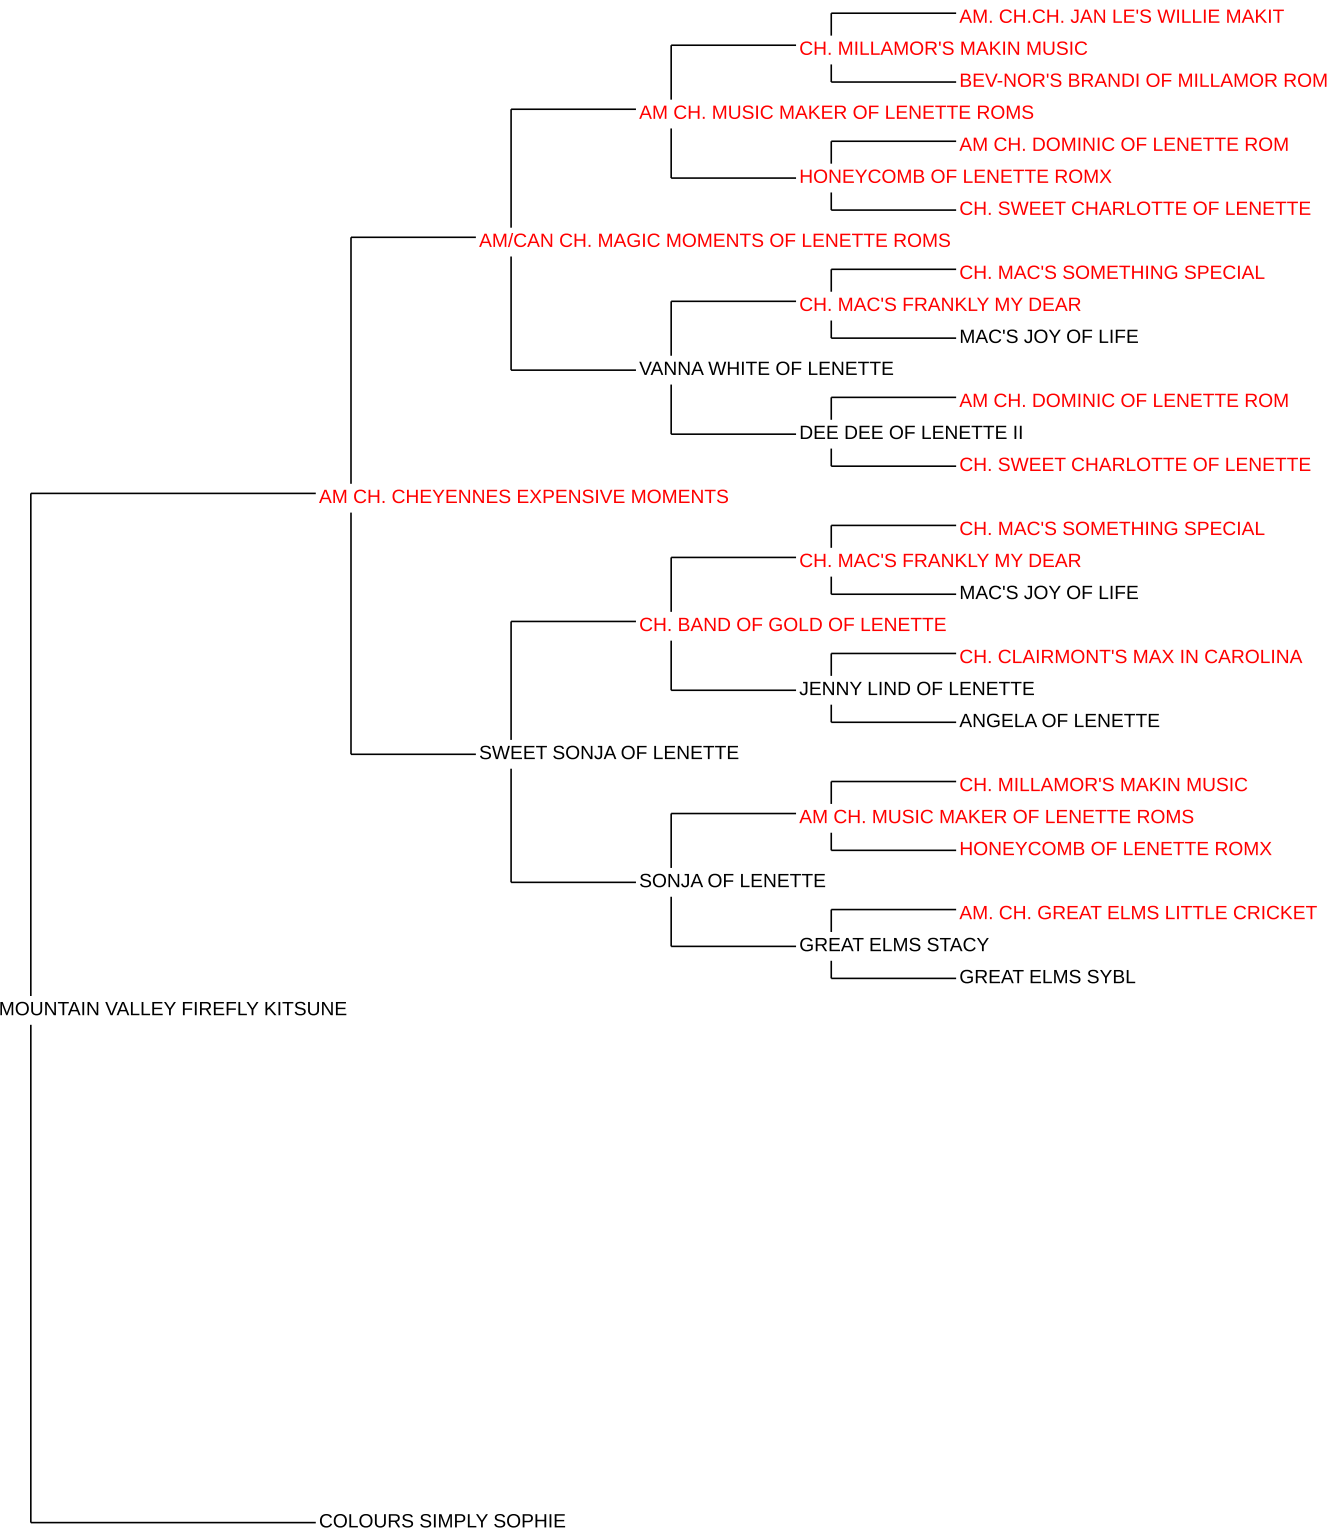 AM. CH.CH. JAN LE'S WILLIE MAKIT
CH. MILLAMOR'S MAKIN MUSIC
BEV-NOR'S BRANDI OF MILLAMOR ROM
AM CH. MUSIC MAKER OF LENETTE ROMS
AM CH. DOMINIC OF LENETTE ROM
HONEYCOMB OF LENETTE ROMX
CH. SWEET CHARLOTTE OF LENETTE
AM/CAN CH. MAGIC MOMENTS OF LENETTE ROMS
CH. MAC'S SOMETHING SPECIAL
CH. MAC'S FRANKLY MY DEAR
MAC'S JOY OF LIFE
VANNA WHITE OF LENETTE
AM CH. DOMINIC OF LENETTE ROM
DEE DEE OF LENETTE II
CH. SWEET CHARLOTTE OF LENETTE
AM CH. CHEYENNES EXPENSIVE MOMENTS
CH. MAC'S SOMETHING SPECIAL
CH. MAC'S FRANKLY MY DEAR
MAC'S JOY OF LIFE
CH. BAND OF GOLD OF LENETTE
CH. CLAIRMONT'S MAX IN CAROLINA
JENNY LIND OF LENETTE
ANGELA OF LENETTE
SWEET SONJA OF LENETTE
CH. MILLAMOR'S MAKIN MUSIC
AM CH. MUSIC MAKER OF LENETTE ROMS
HONEYCOMB OF LENETTE ROMX
SONJA OF LENETTE
AM. CH. GREAT ELMS LITTLE CRICKET
GREAT ELMS STACY
GREAT ELMS SYBL
MOUNTAIN VALLEY FIREFLY KITSUNE
COLOURS SIMPLY SOPHIE